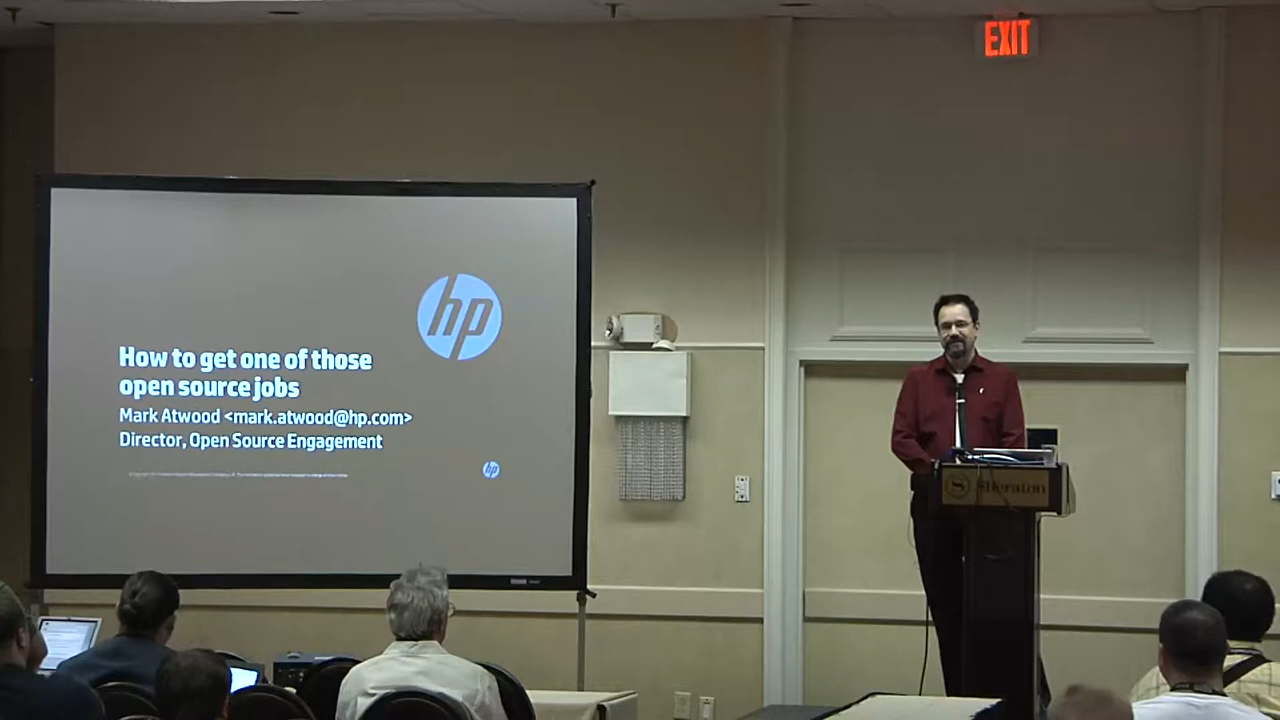 EXIT
hp
How to get one of those
open source jobs
Mark Atwood <mark.atwood@hp.com>
Director, Open Source Engagement
hp
Sheraton